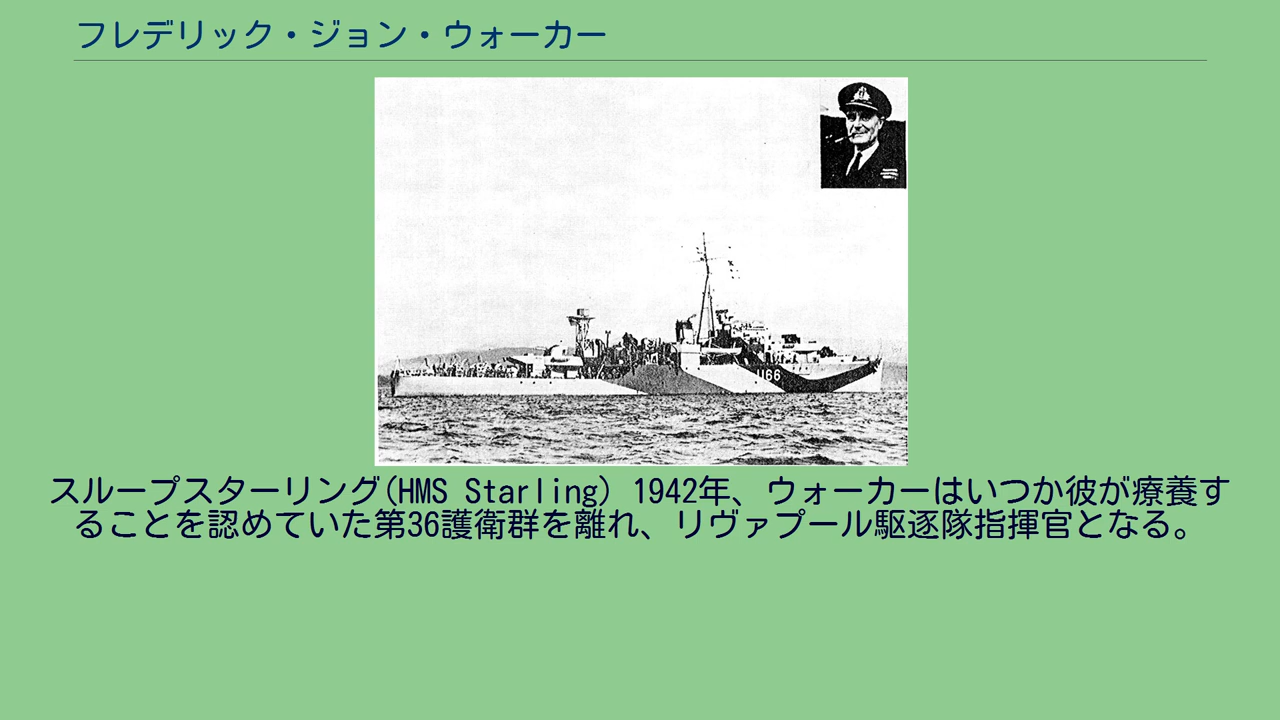 フレデリック・ジョン・ウォーカー
U66
スループスターリング(HMS Starling) 1942年、ウォーカーはいつか彼が療養す
ることを認めていた第36護衛群を離れ、リヴァプール駆逐隊指揮官となる。